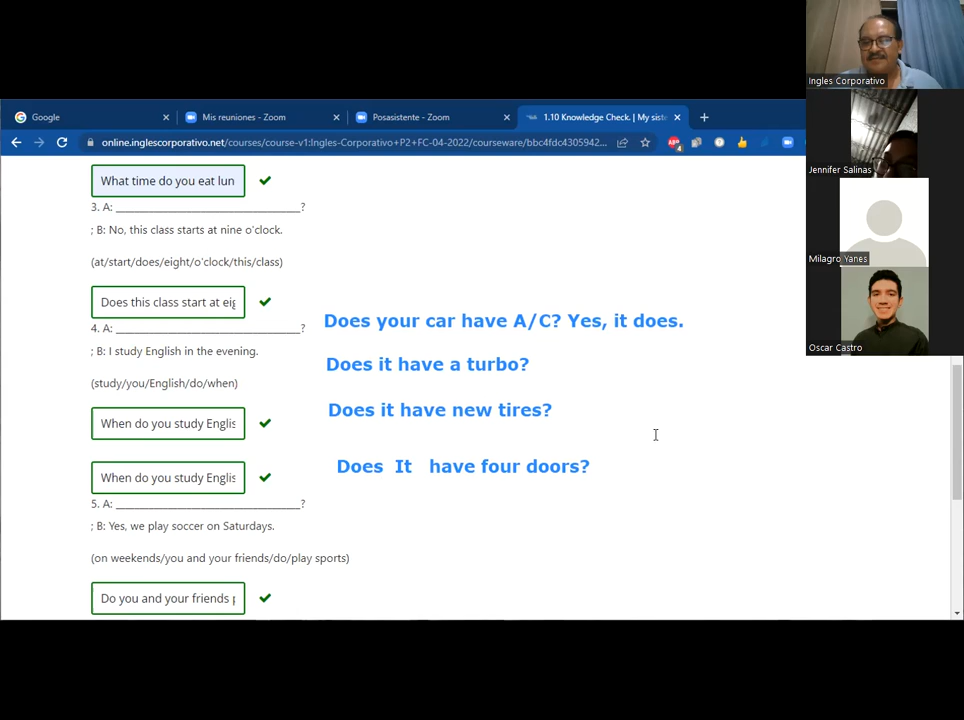 Ingles Corporativo
Jennifer Salinas
Milagro Yanes
Oscar Castro
Google
Mis reuniones - Zoom
Posasistente - Zoom
1.10 Knowledge Check. | My siste
online.inglescorporativo.net/courses/course-v1:Ingles-Corporativo+P2+FC-04-2022/courseware/bbc4fdc4305942...
What time do you eat lun
3. A: ______________________________?
; B: No, this class starts at nine o'clock.
(at/start/does/eight/o'clock/this/class)
Does this class start at eig
4. A: ______________________________?
; B: I study English in the evening.
(study/you/English/do/when)
When do you study Englis
When do you study Englis
5. A: ______________________________?
; B: Yes, we play soccer on Saturdays.
(on weekends/you and your friends/do/play sports)
Do you and your friends p
Does your car have A/C? Yes, it does.
Does it have a turbo?
Does it have new tires?
Does It have four doors?